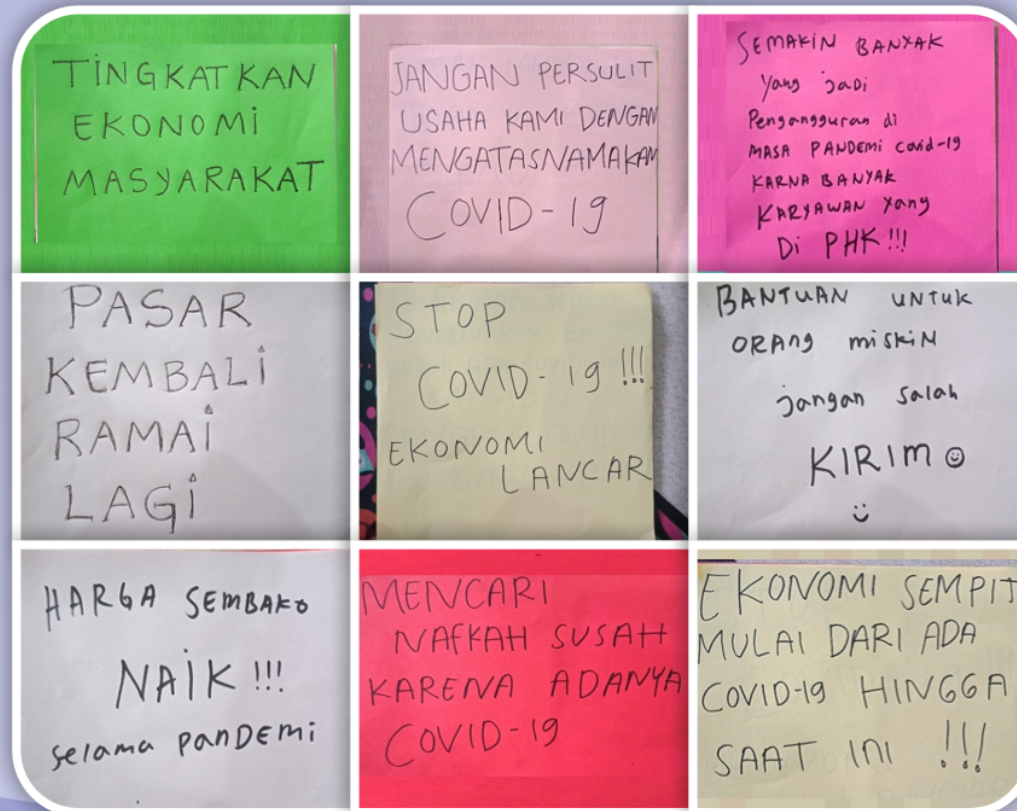 TINGKATKAN
EKONOMI
MASYARAKAT
JANGAN PERSULIT
USAHA KAMI DENGAN
MENGATASNAMAKAN
COVID-19
SEMAKIN BANYAK
Yang jadi
Pengangguran di
MASA PANDEMi covid-19
KARNA BANYAK
KARYAWAN Yang
Di PHK!!!
PASAR
KEMBALI
RAMAI
LAGI
STOP
COVID-19 !!!
EKONOMI
LANCAR
BANTUAN UNTUK
ORANg miskiN
jangan salah
KIRIm ☺
HARGA SEMBAKO
NAIK !!!
selama panDEMi
MENCARI
NAFKAH SUSAH
KARENA ADANYA
COVID-19
EKONOMI SEMPIT
MULAI DARI ADA
COVID-19 HINGGA
SAAT INI !!!